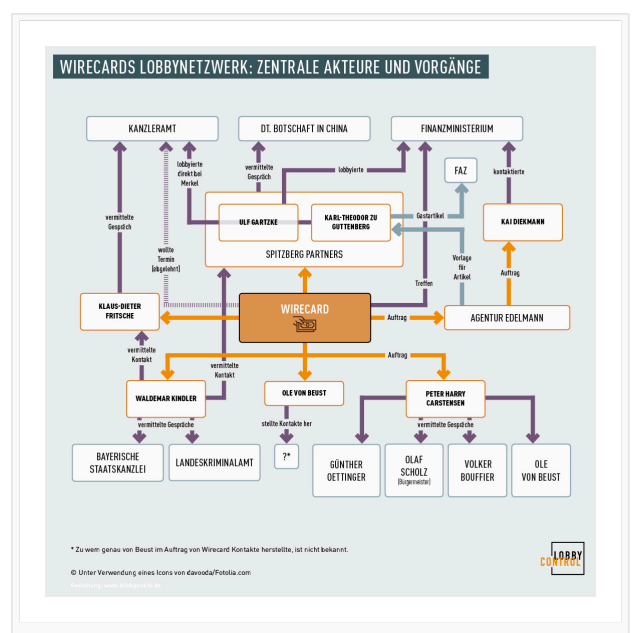 WIRECARDS LOBBYNETZWERK: ZENTRALE AKTEURE UND VORGÄNGE
KANZLERAMT
DT. BOTSCHAFT IN CHINA
FINANZMINISTERIUM
lobbyierte
direkt bei
Merkel
vermittelte
Gespräch
lobbyierte
FAZ
kontaktierte
vermittelte
Gespräch
ULF GARTZKE
KARL-THEODOR ZU
GUTTENBERG
Gastartikel
KAI DIEKMANN
SPITZBERG PARTNERS
wollte
Termin
(abgelehnt)
Vorlage
für
Artikel
Auftrag
Treffen
KLAUS-DIETER
FRITSCHE
WIRECARD
Auftrag
AGENTUR EDELMANN
vermittelte
Kontakt
vermittelte
Kontakt
Auftrag
WALDEMAR KINDLER
OLE VON BEUST
PETER HARRY
CARSTENSEN
vermittelte Gespräche
stellte Kontakte her
vermittelte Gespräche
BAYERISCHE
STAATSKANZLEI
LANDESKRIMINALAMT
?*
GÜNTHER
OETTINGER
OLAF
SCHOLZ
(Bürgermeister)
VOLKER
BOUFFIER
OLE
VON BEUST
* Zu wem genau von Beust im Auftrag von Wirecard Kontakte herstellte, ist nicht bekannt.
© Unter Verwendung eines Icons von davooda/Fotolia.com
LOBBY
CONTROL